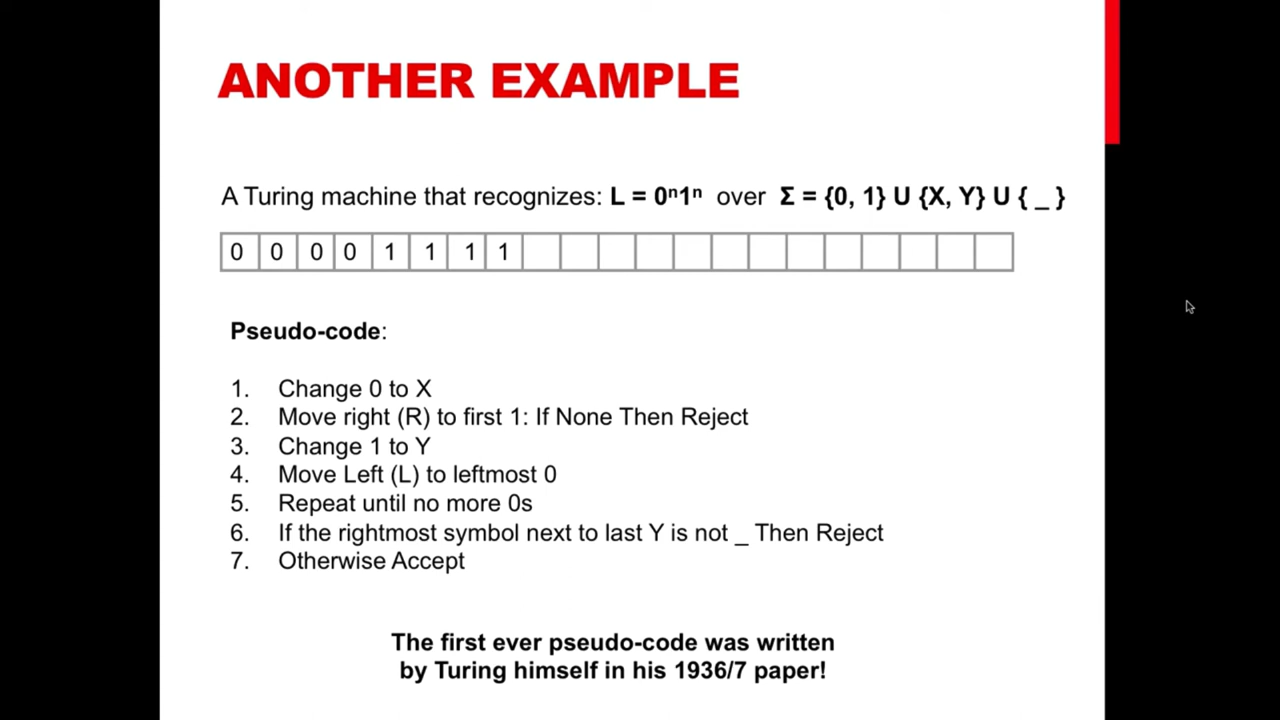 ANOTHER EXAMPLE
A Turing machine that recognizes: L = 0ⁿ1ⁿ over Σ = {0, 1} U {X, Y} U { _ }
0 0 0 0 1 1 1 1
Pseudo-code:
1. Change 0 to X
2. Move right (R) to first 1: If None Then Reject
3. Change 1 to Y
4. Move Left (L) to leftmost 0
5. Repeat until no more 0s
6. If the rightmost symbol next to last Y is not _ Then Reject
7. Otherwise Accept
The first ever pseudo-code was written
by Turing himself in his 1936/7 paper!